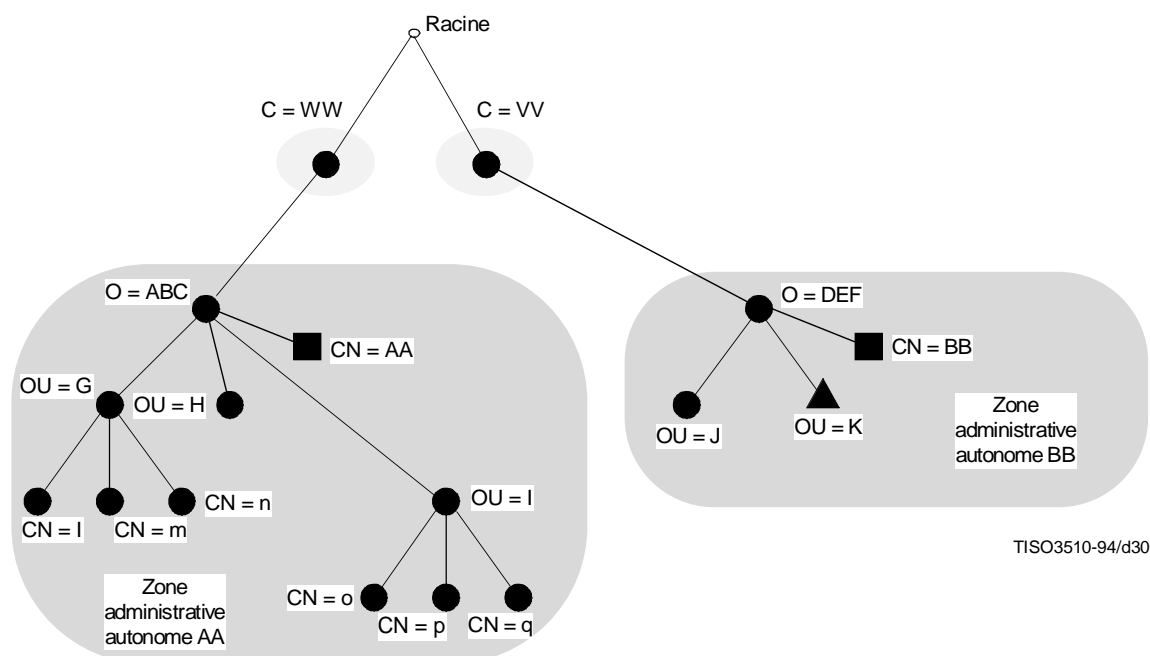 Racine
C = WW
C = VV
O = ABC
O = DEF
CN = AA
CN = BB
OU = G
OU = H
OU = J
OU = K
Zone
administrative
autonome BB
CN = l
CN = m
CN = n
OU = I
TISO3510-94/d30
Zone
administrative
autonome AA
CN = o
CN = p
CN = q